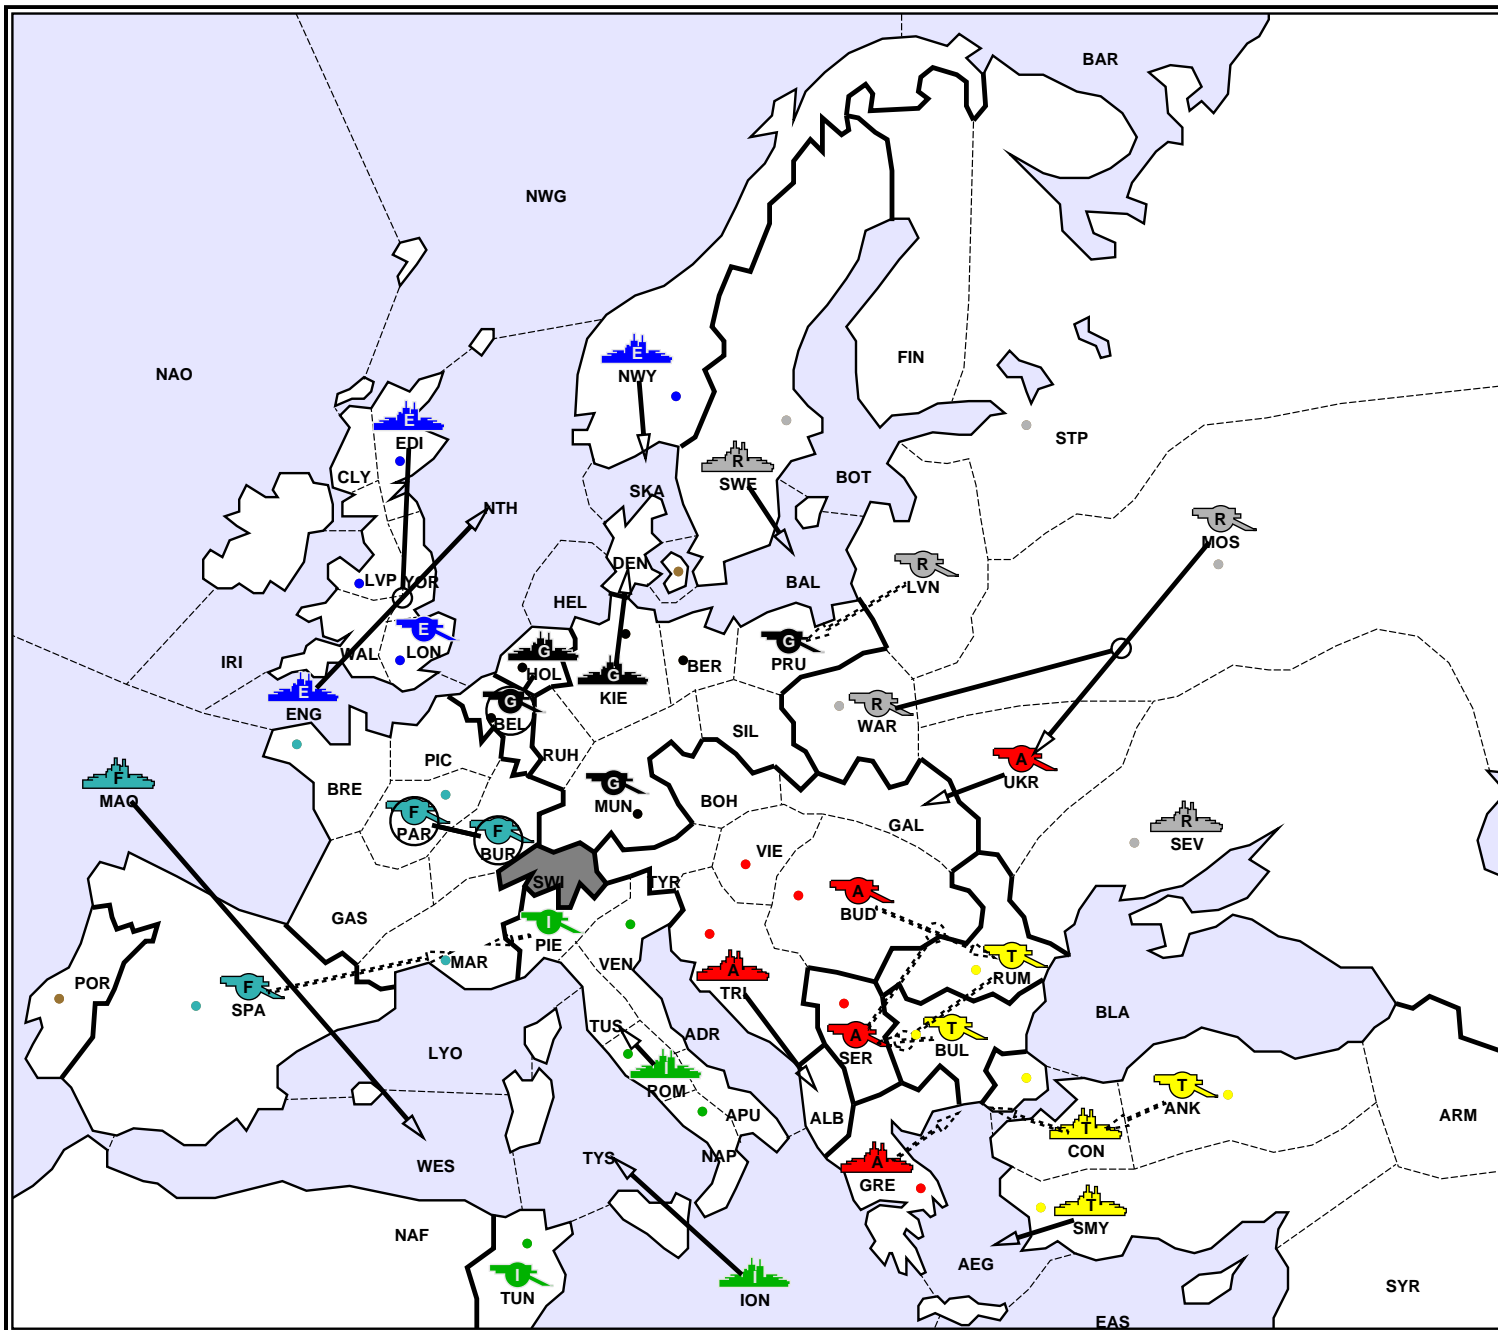 BAR
NWG
NAO
E
NWY
FIN
E
EDI
STP
R
SWE
CLY
BOT
SKA
NTH
R
MOS
DEN
R
LVN
LVP
YOR
BAL
HEL
E
LON
G
HOL
G
PRU
IRI
WAL
BER
G
KIE
E
ENG
G
BEL
R
WAR
SIL
RUH
PIC
A
UKR
F
MAO
BRE
G
MUN
BOH
F
PAR
F
BUR
GAL
R
SEV
VIE
SWI
TYR
A
BUD
GAS
I
PIE
MAR
VEN
T
RUM
POR
F
SPA
A
TRI
BLA
TUS
ADR
A
SER
T
BUL
LYO
I
ROM
T
ANK
APU
ALB
ARM
T
CON
WES
TYS
NAP
A
GRE
NAF
T
SMY
AEG
I
TUN
I
ION
SYR
EAS